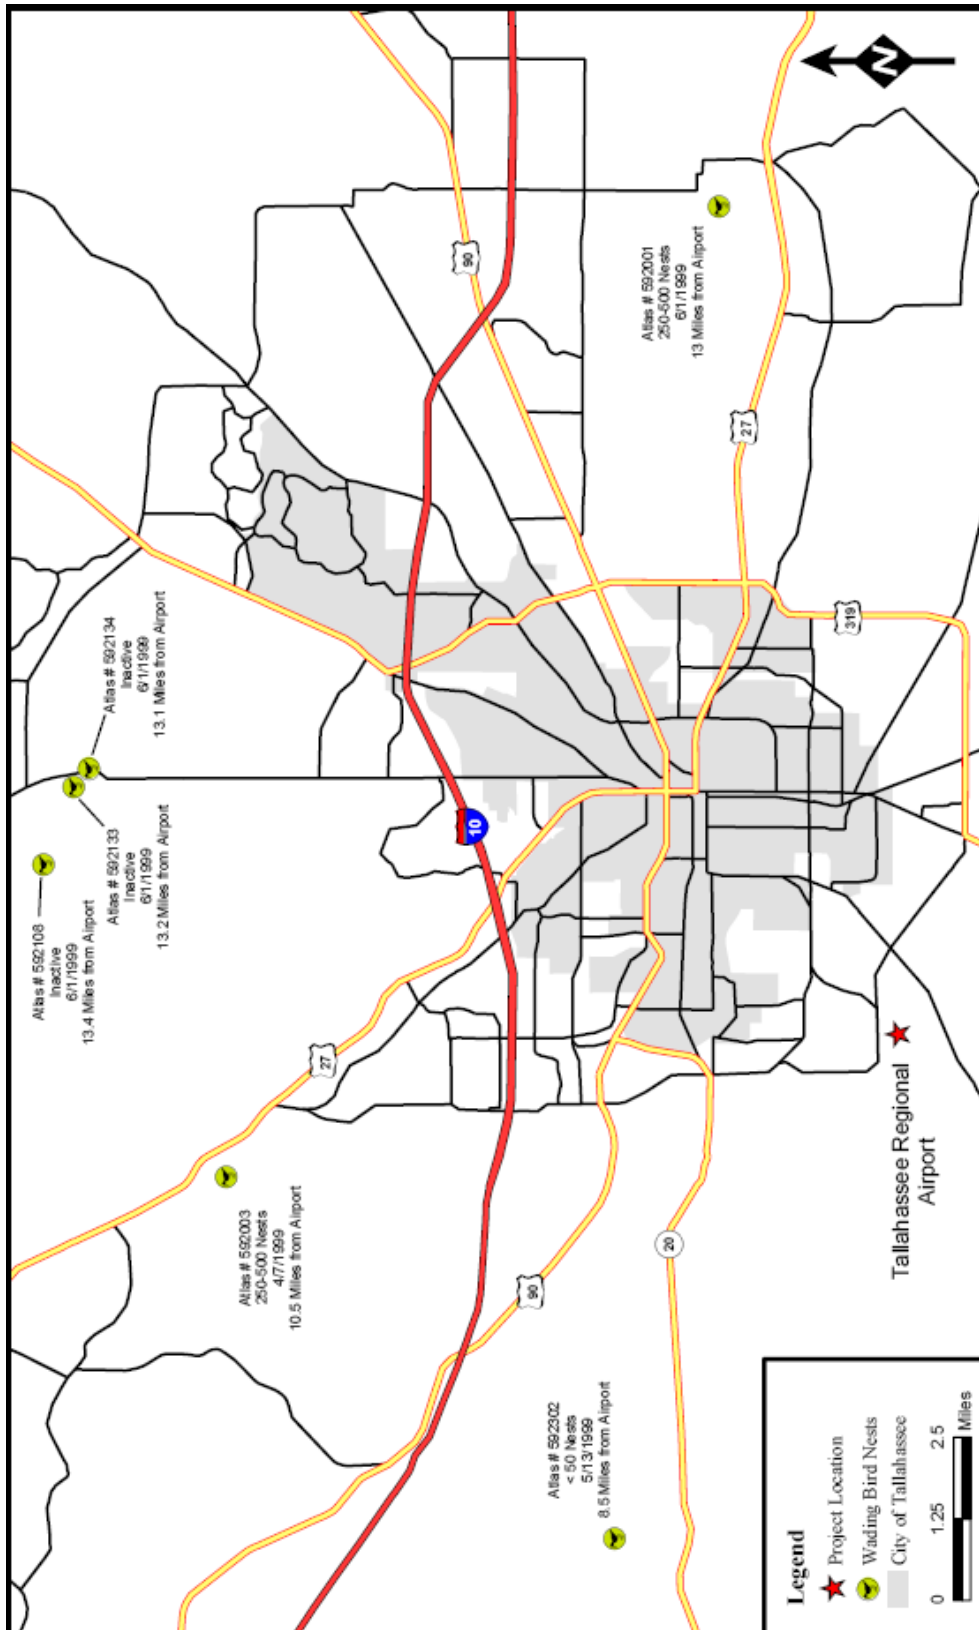 Atlas # 592108
Inactive
6/1/1999
13.4 Miles from Airport
Atlas # 592133
Inactive
6/1/1999
13.2 Miles from Airport
Atlas # 592134
Inactive
6/1/1999
13.1 Miles from Airport
Atlas # 592003
250-500 Nests
4/7/1999
10.5 Miles from Airport
Atlas # 592302
< 50 Nests
5/13/1999
8.5 Miles from Airport
Atlas # 592001
250-500 Nests
6/1/1999
13 Miles from Airport
N
90
27
10
319
27
90
20
Tallahassee Regional
Airport
Legend
Project Location
Wading Bird Nests
City of Tallahassee
0 1.25 2.5
Miles